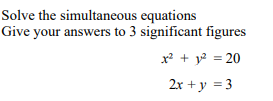 Solve the simultaneous equations
Give your answers to 3 significant figures
x² + y² = 20
2x + y = 3